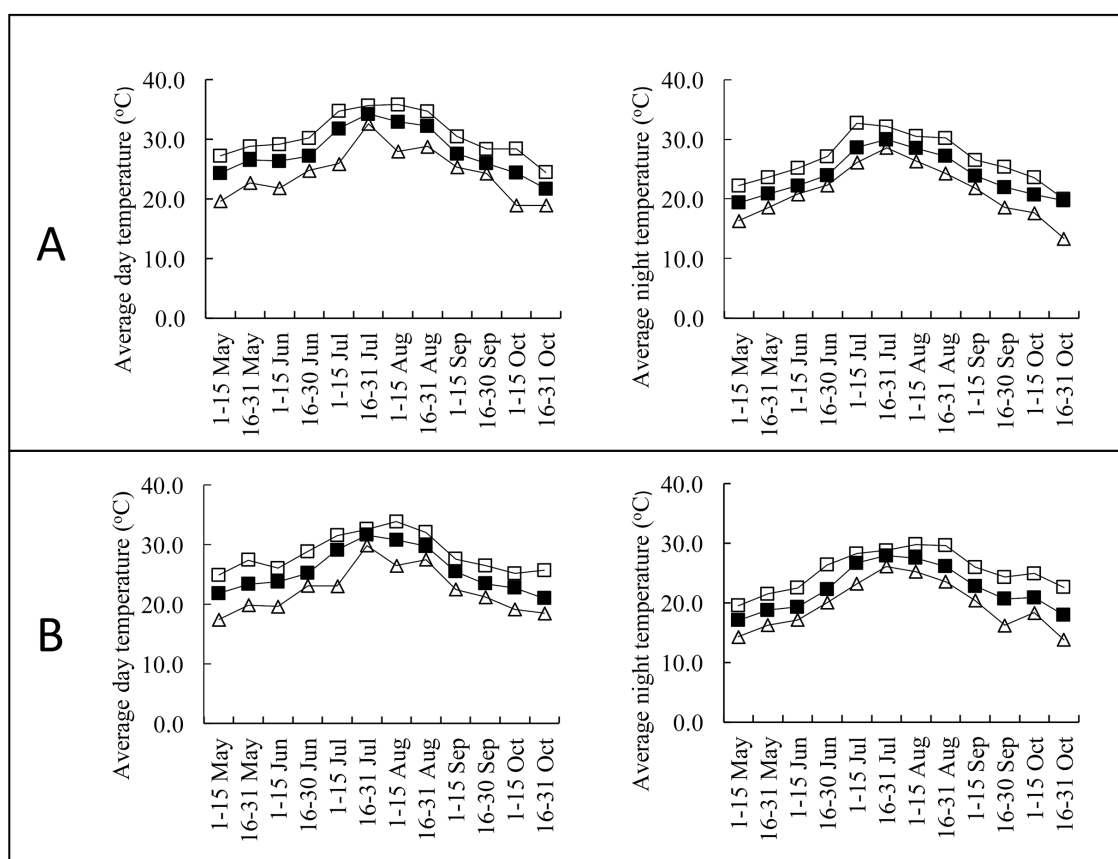 A
Average day temperature (°C)
40.0
30.0
20.0
10.0
0.0
1-15 May
16-31 May
1-15 Jun
16-30 Jun
1-15 Jul
16-31 Jul
1-15 Aug
16-31 Aug
1-15 Sep
16-30 Sep
1-15 Oct
16-31 Oct
Average night temperature (°C)
40.0
30.0
20.0
10.0
0.0
1-15 May
16-31 May
1-15 Jun
16-30 Jun
1-15 Jul
16-31 Jul
1-15 Aug
16-31 Aug
1-15 Sep
16-30 Sep
1-15 Oct
16-31 Oct
B
Average day temperature (°C)
40.0
30.0
20.0
10.0
0.0
1-15 May
16-31 May
1-15 Jun
16-30 Jun
1-15 Jul
16-31 Jul
1-15 Aug
16-31 Aug
1-15 Sep
16-30 Sep
1-15 Oct
16-31 Oct
Average night temperature (°C)
40.0
30.0
20.0
10.0
0.0
1-15 May
16-31 May
1-15 Jun
16-30 Jun
1-15 Jul
16-31 Jul
1-15 Aug
16-31 Aug
1-15 Sep
16-30 Sep
1-15 Oct
16-31 Oct